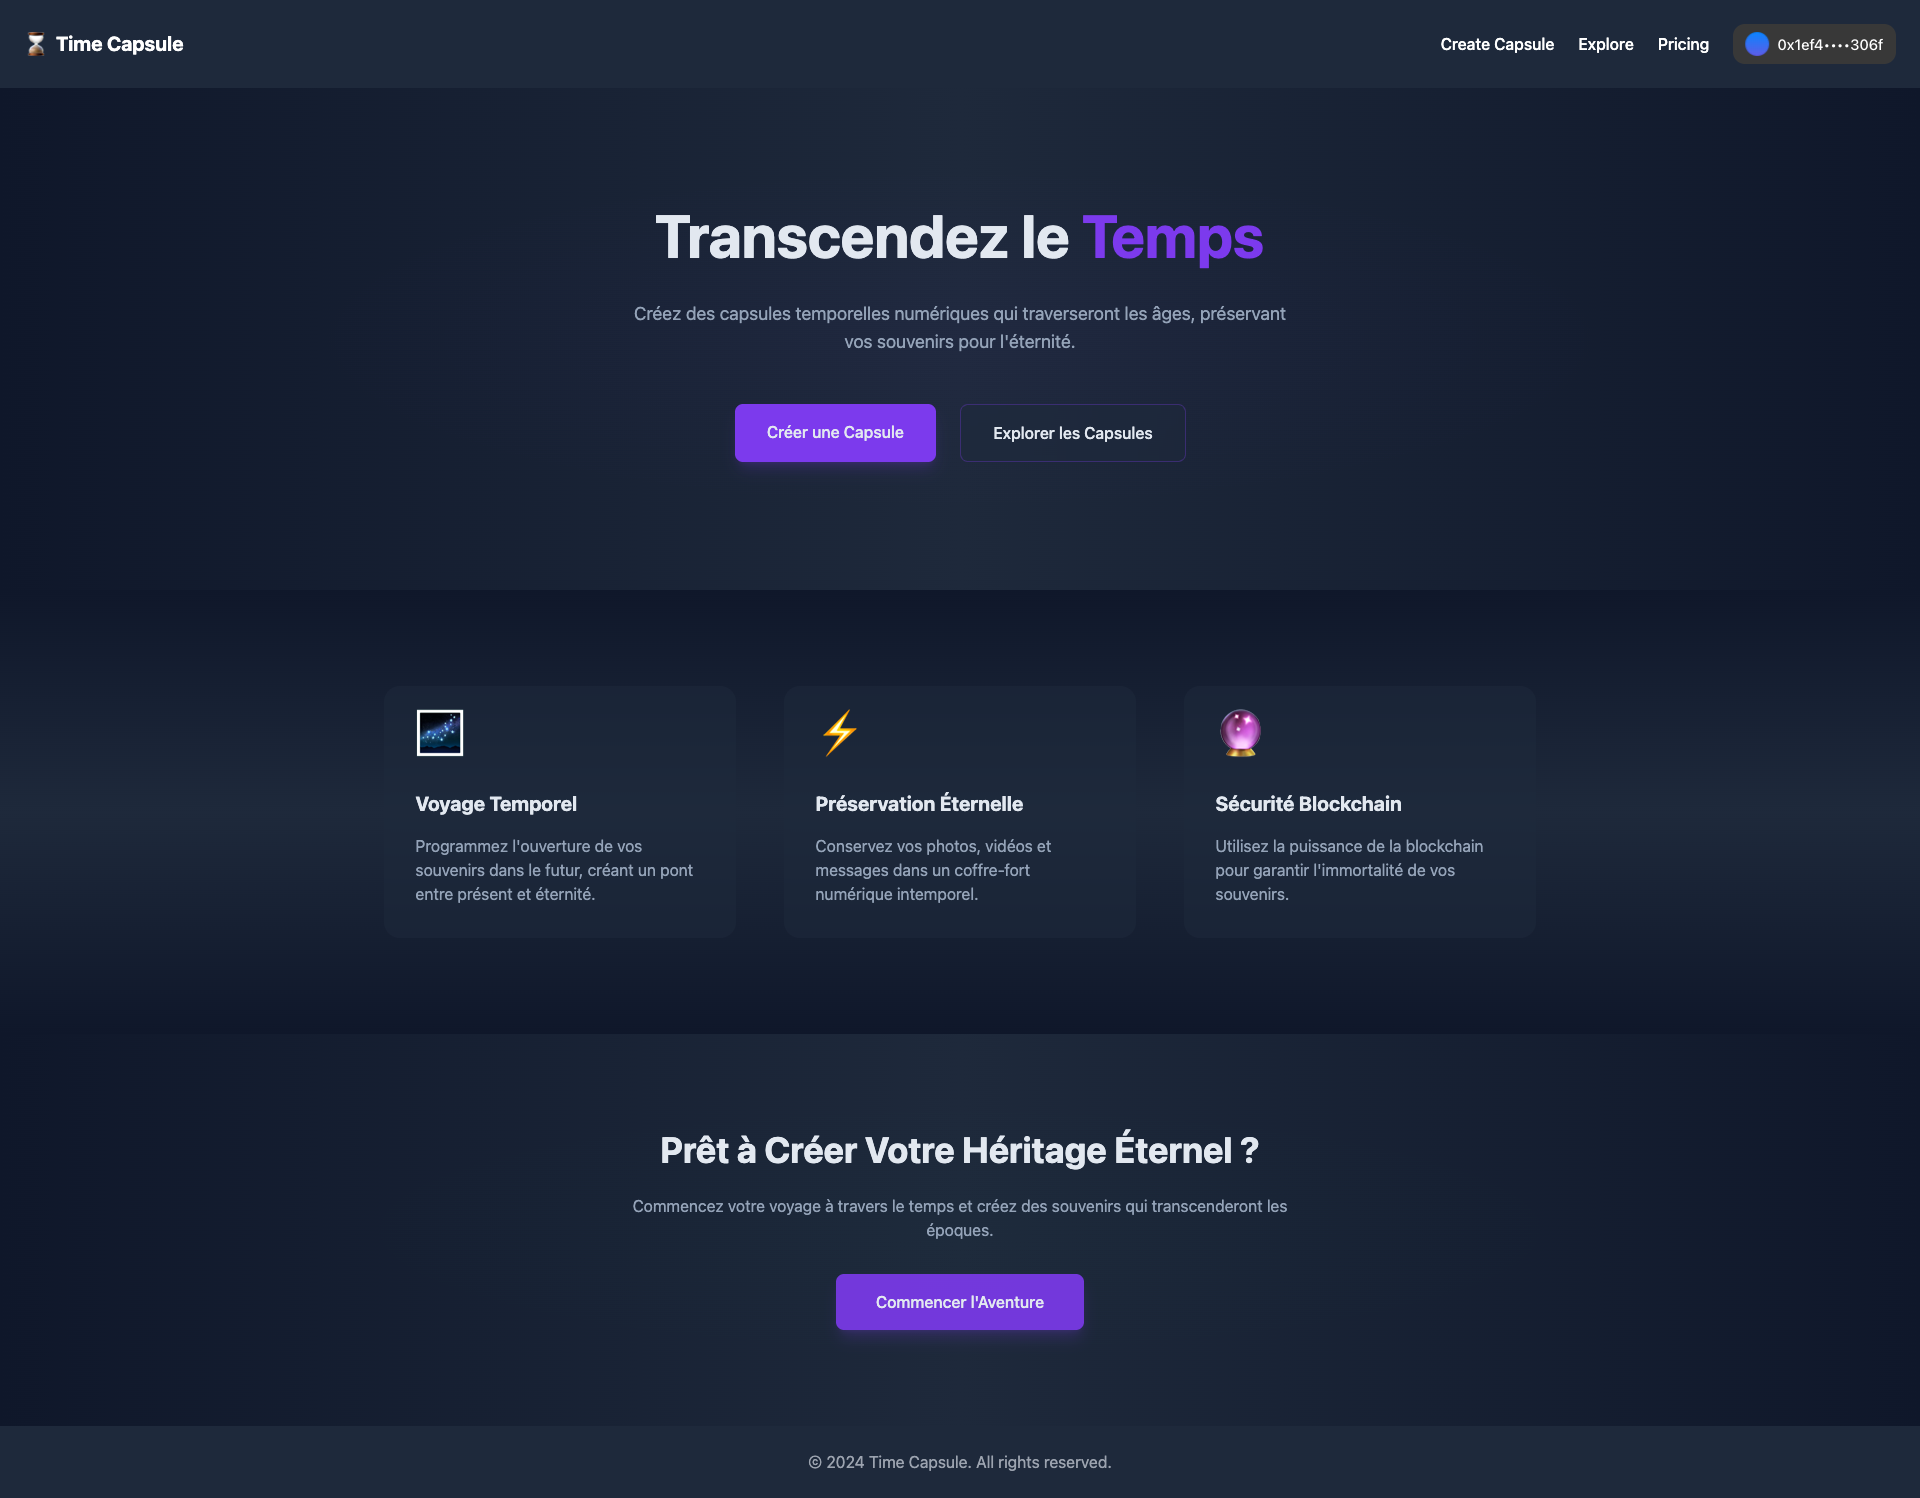 Time Capsule
Create Capsule
Explore
Pricing
0x1ef4••••306f
Transcendez le Temps
Créez des capsules temporelles numériques qui traverseront les âges, préservant
vos souvenirs pour l'éternité.
Créer une Capsule
Explorer les Capsules
Voyage Temporel
Programmez l'ouverture de vos
souvenirs dans le futur, créant un pont
entre présent et éternité.
Préservation Éternelle
Conservez vos photos, vidéos et
messages dans un coffre-fort
numérique intemporel.
Sécurité Blockchain
Utilisez la puissance de la blockchain
pour garantir l'immortalité de vos
souvenirs.
Prêt à Créer Votre Héritage Éternel ?
Commencez votre voyage à travers le temps et créez des souvenirs qui transcenderont les
époques.
Commencer l'Aventure
© 2024 Time Capsule. All rights reserved.